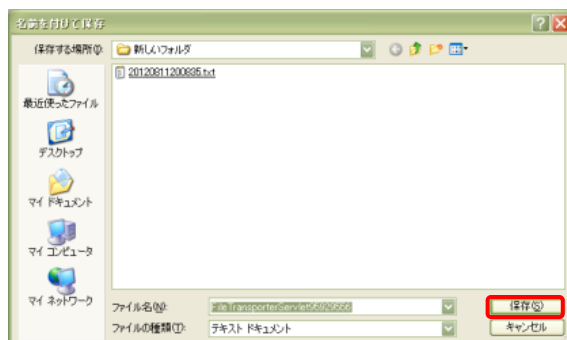 名前を付けて保存
保存する場所(I):
新しいフォルダ
20120811200835.txt
最近使ったファイル
デスクトップ
マイ ドキュメント
マイ コンピュータ
マイ ネットワーク
ファイル名(N):
保存(S)
ファイルの種類(T):
テキスト ドキュメント
キャンセル